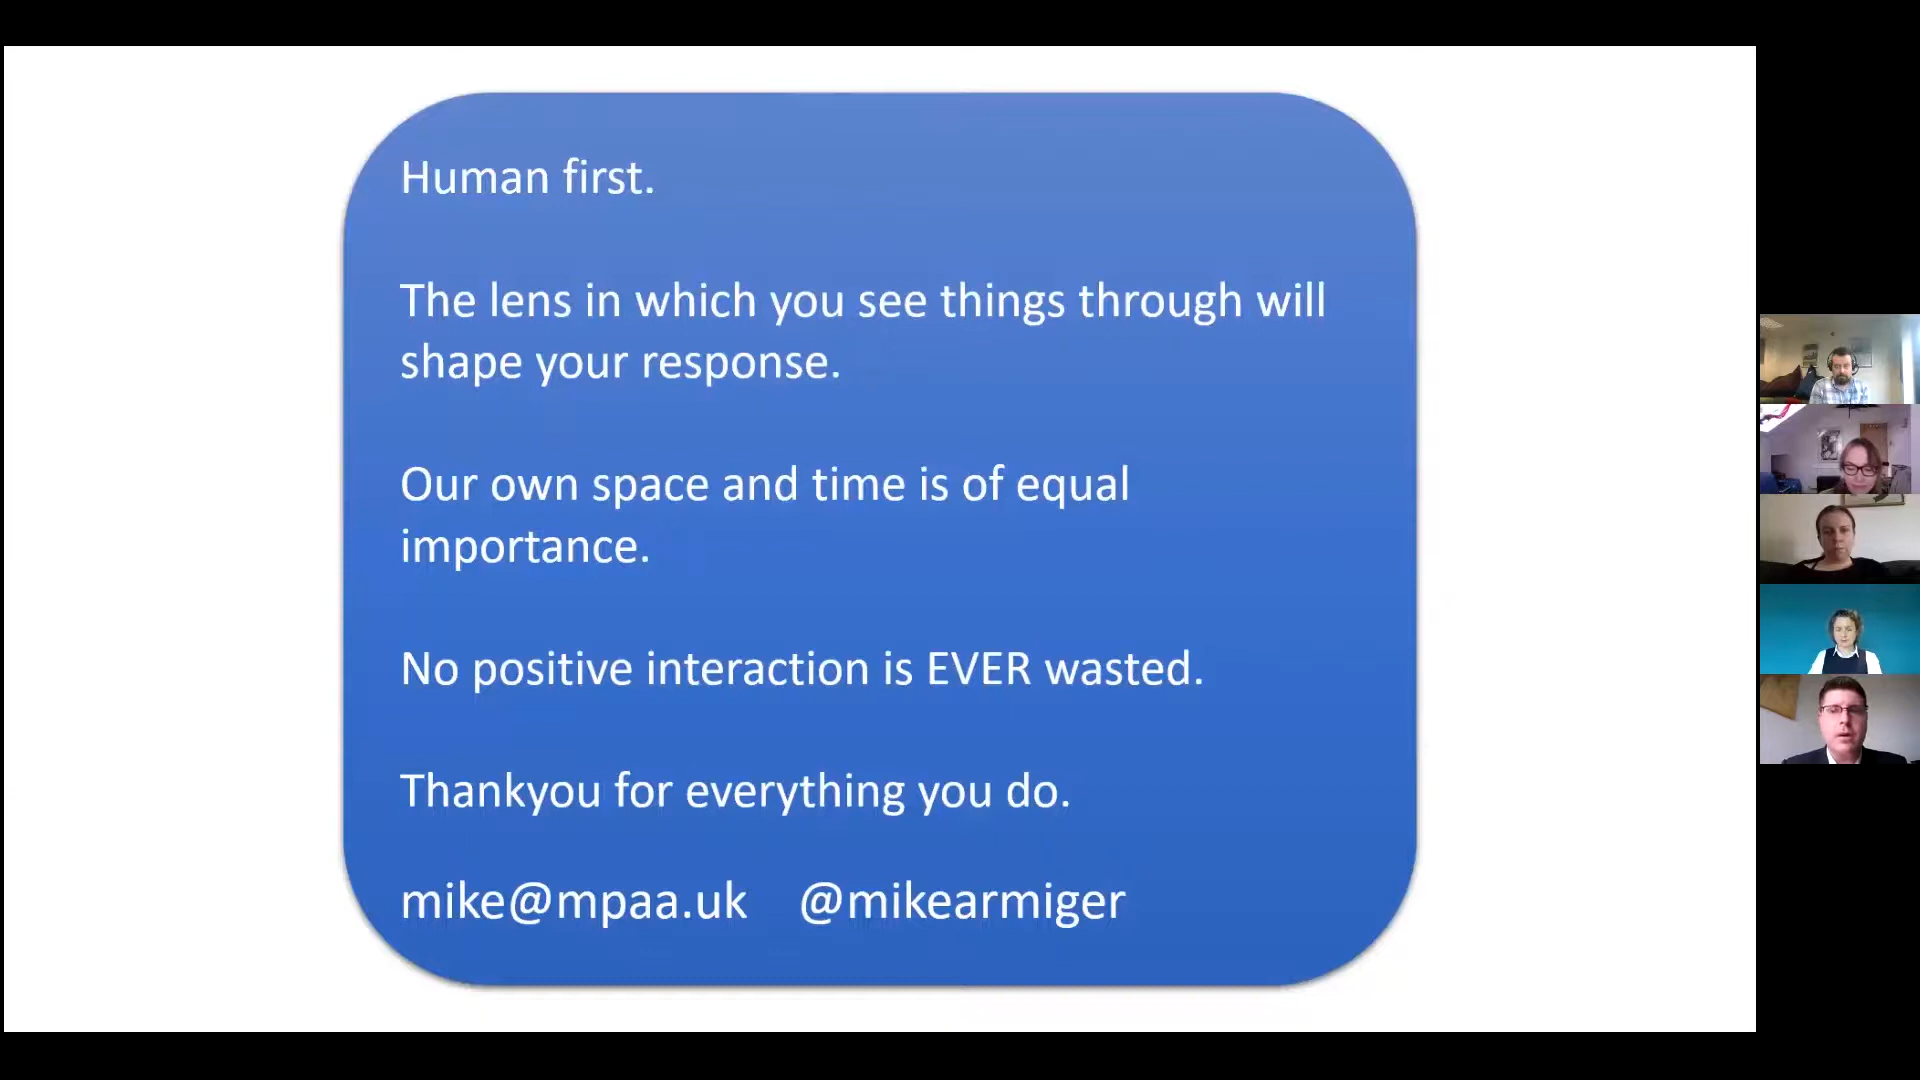 Human first.
The lens in which you see things through will
shape your response.
Our own space and time is of equal
importance.
No positive interaction is EVER wasted.
Thankyou for everything you do.
mike@mpaa.uk @mikearmiger